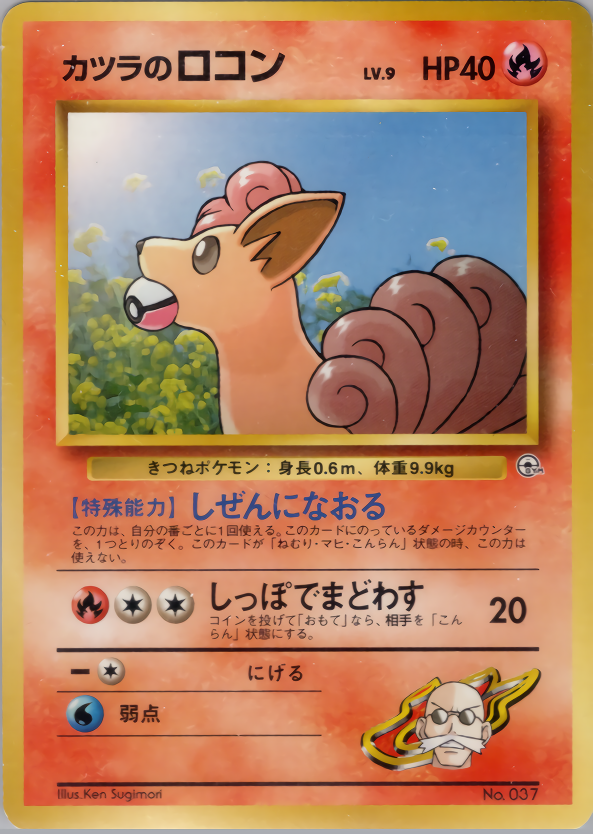 カツラのロコン LV.9 HP40
きつねポケモン：身長0.6m、体重9.9kg
GYM
【特殊能力】しぜんになおる
この力は、自分の番ごとに1回使える。このカードにのっているダメージカウンター
を、1つとりのぞく。このカードが「ねむり・マヒ・こんらん」状態の時、この力は
使えない。
しっぽでまどわす 20
コインを投げて「おもて」なら、相手を「こん
らん」状態にする。
ー にげる
弱点
Illus. Ken Sugimori No. 037